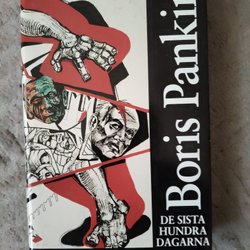 Boris Pankin
DE SISTA
HUNDRA
DAGARNA